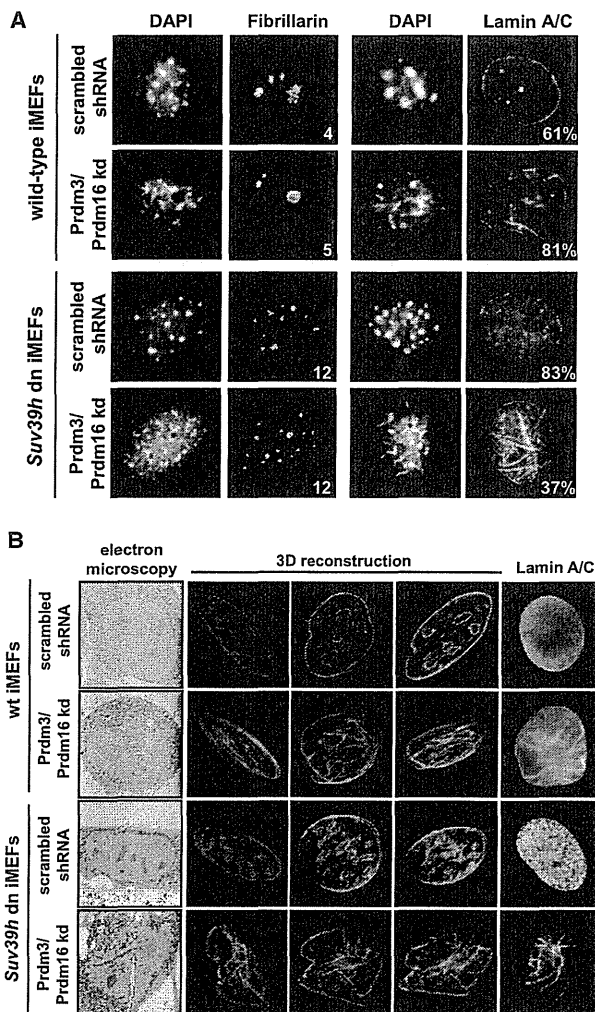 A
DAPI Fibrillarin DAPI Lamin A/C
wild-type iMEFs
scrambled
shRNA
4
61%
Prdm3/
Prdm16 kd
5
81%
Suv39h dn iMEFs
scrambled
shRNA
12
83%
Prdm3/
Prdm16 kd
12
37%
B
electron
microscopy
3D reconstruction
Lamin A/C
wt iMEFs
scrambled
shRNA
Prdm3/
Prdm16 kd
Suv39h dn iMEFs
scrambled
shRNA
Prdm3/
Prdm16 kd